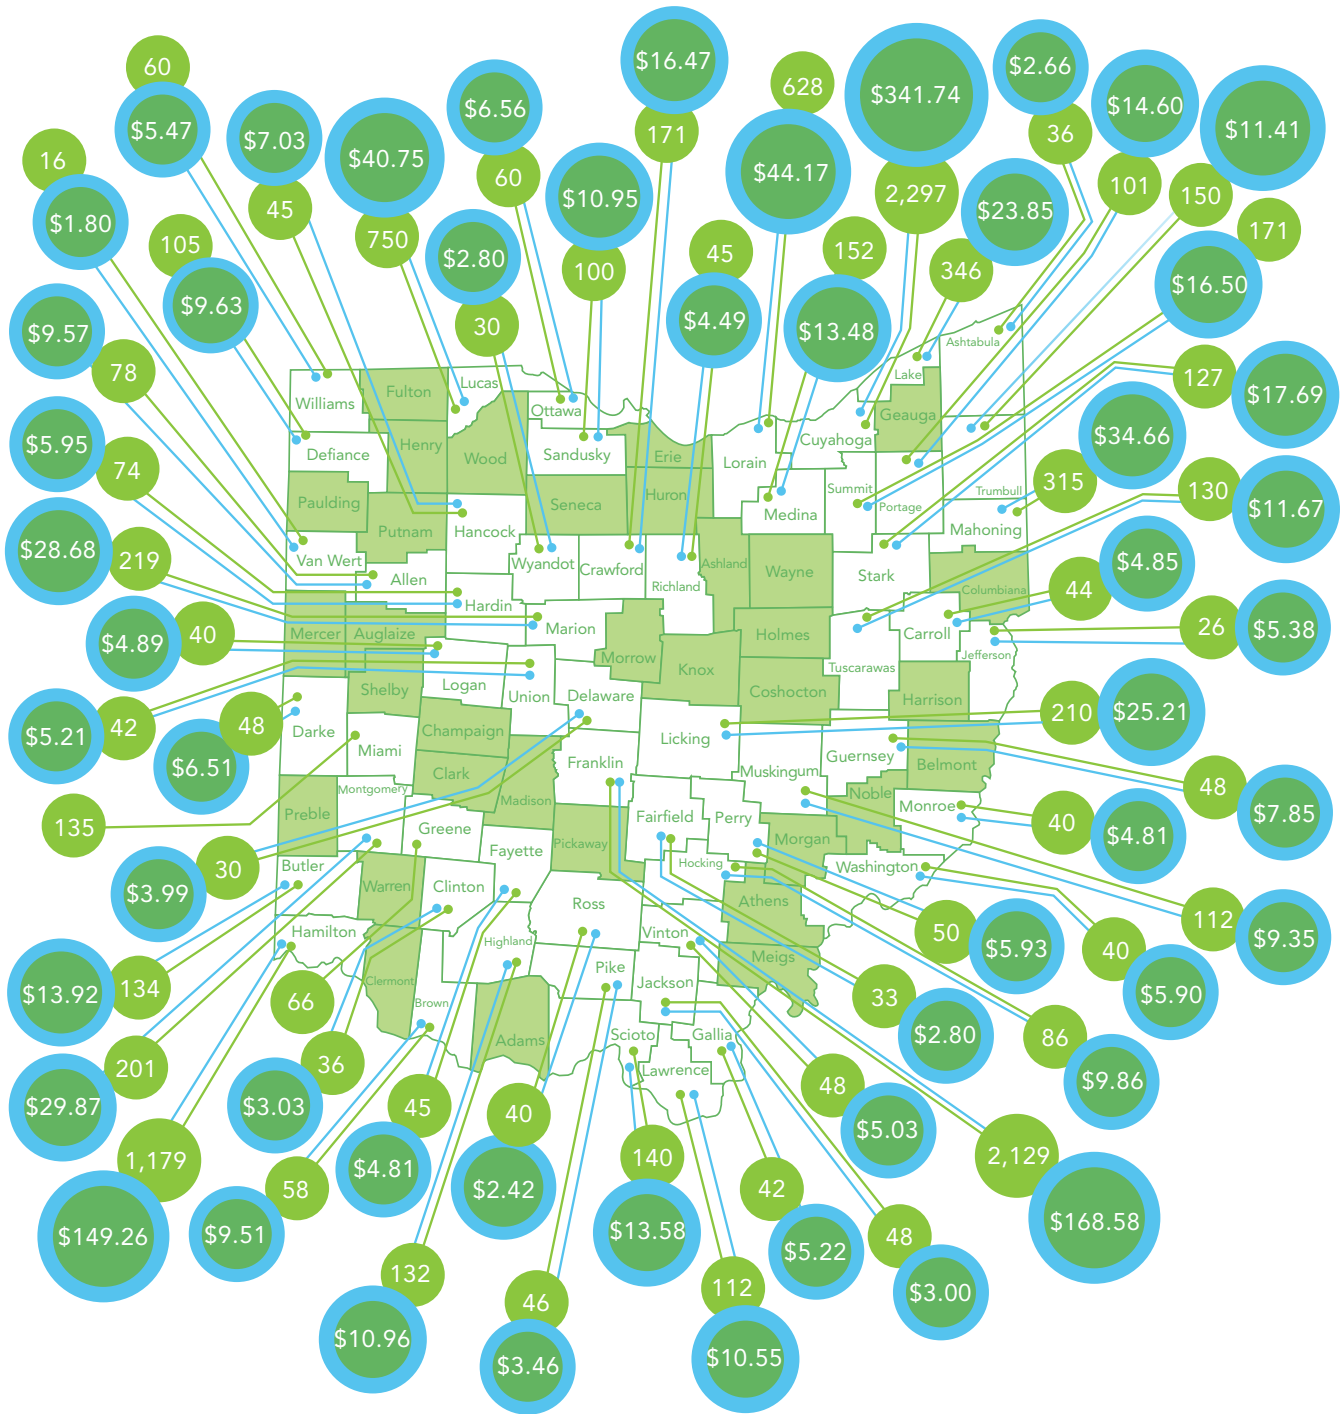 60
$5.47
$7.03
45
$40.75
750
$6.56
60
$2.80
30
$10.95
100
$16.47
171
45
$4.49
628
$44.17
152
$13.48
$341.74
2,297
$23.85
346
$2.66
36
$14.60
101
$11.41
150
171
$16.50
127
$17.69
$34.66
315
130
$11.67
$4.85
44
26
$5.38
210
$25.21
48
$7.85
40
$4.81
112
$9.35
40
$5.90
50
$5.93
86
$9.86
33
$2.80
48
$5.03
2,129
$168.58
48
$3.00
42
$5.22
112
$10.55
140
$13.58
46
$3.46
40
$2.42
132
$10.96
45
$4.81
58
$9.51
36
$3.03
66
1,179
$149.26
201
$29.87
134
$13.92
30
$3.99
135
48
$6.51
42
$5.21
40
$4.89
219
$28.68
74
$5.95
78
$9.57
105
$9.63
16
$1.80
Williams
Fulton
Lucas
Ottawa
Defiance
Henry
Wood
Sandusky
Erie
Lorain
Cuyahoga
Lake
Geauga
Ashtabula
Paulding
Putnam
Hancock
Seneca
Huron
Medina
Summit
Portage
Trumbull
Mahoning
Van Wert
Allen
Wyandot
Crawford
Richland
Ashland
Wayne
Stark
Columbiana
Hardin
Marion
Mercer
Auglaize
Morrow
Knox
Holmes
Tuscarawas
Carroll
Jefferson
Shelby
Logan
Union
Delaware
Coshocton
Harrison
Darke
Miami
Champaign
Clark
Franklin
Licking
Muskingum
Guernsey
Belmont
Preble
Montgomery
Greene
Madison
Pickaway
Fairfield
Perry
Morgan
Noble
Monroe
Butler
Warren
Clinton
Fayette
Hocking
Washington
Athens
Hamilton
Clermont
Highland
Ross
Vinton
Meigs
Brown
Adams
Pike
Jackson
Scioto
Gallia
Lawrence